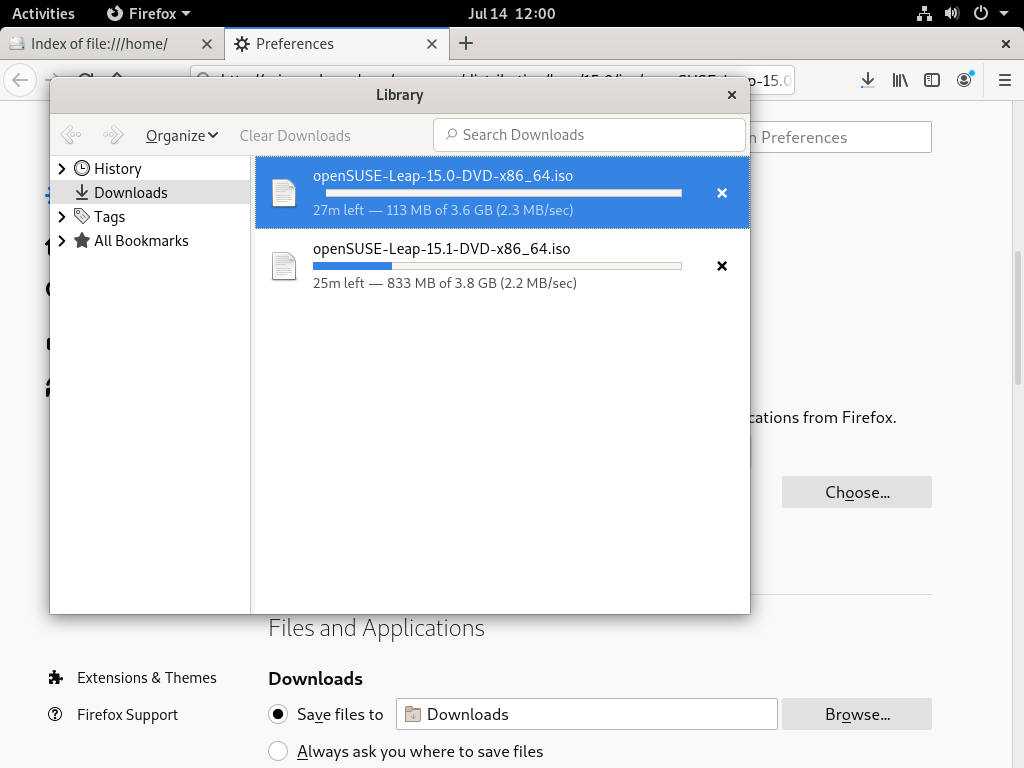 Activities Firefox Jul 14 12:00
Index of file:///home/ Preferences
Library
Organize Clear Downloads Search Downloads
Preferences
History
Downloads
Tags
All Bookmarks
openSUSE-Leap-15.0-DVD-x86_64.iso
27m left — 113 MB of 3.6 GB (2.3 MB/sec)
openSUSE-Leap-15.1-DVD-x86_64.iso
25m left — 833 MB of 3.8 GB (2.2 MB/sec)
from Firefox.
Choose...
Files and Applications
Extensions & Themes
Firefox Support
Downloads
Save files to Downloads Browse...
Always ask you where to save files